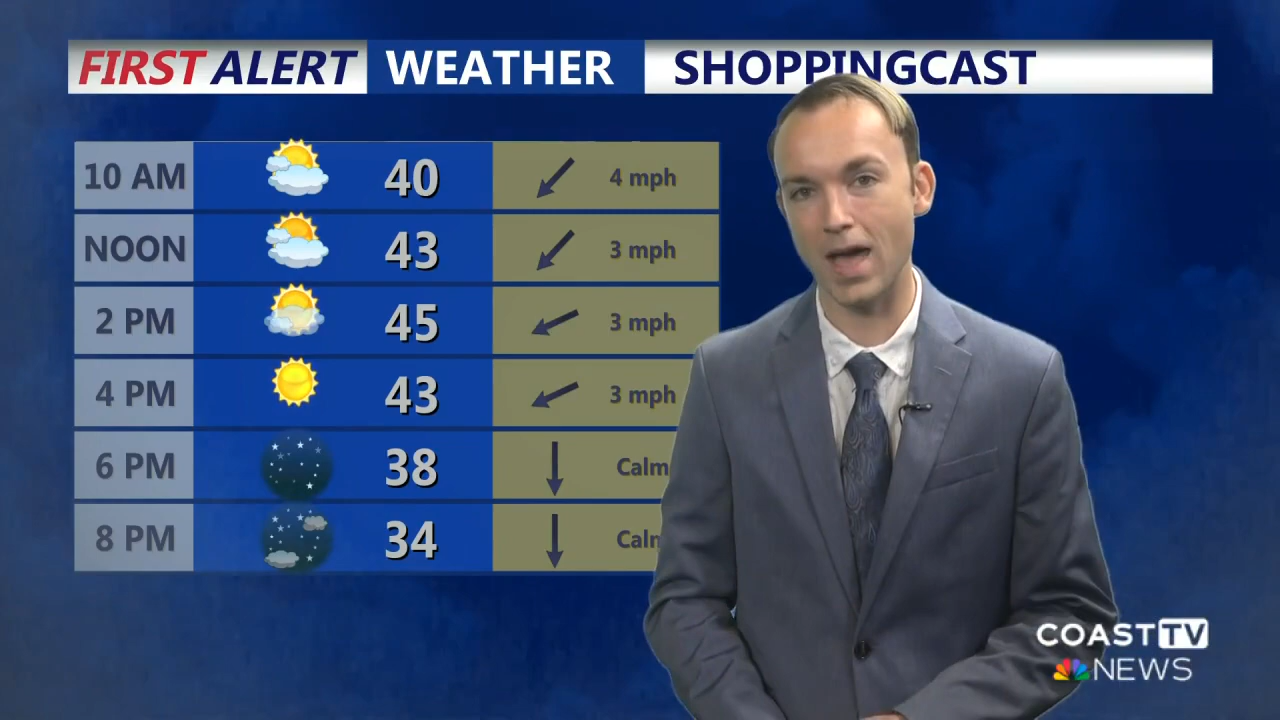 FIRST ALERT WEATHER SHOPPINGCAST
10 AM 40 4 mph
NOON 43 3 mph
2 PM 45 3 mph
4 PM 43 3 mph
6 PM 38 Calm
8 PM 34 Calm
COAST TV
NEWS